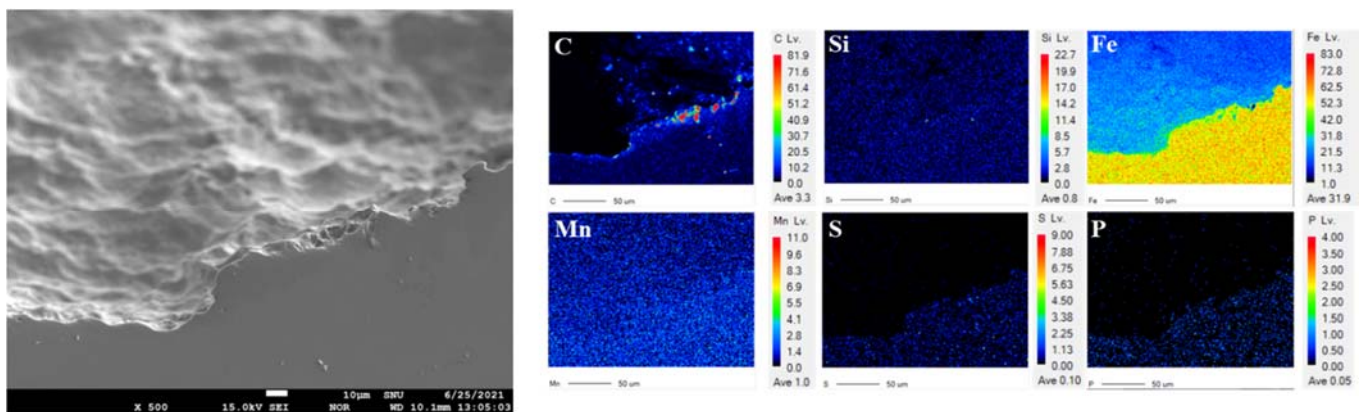 10μm SNU 6/25/2021
X 500 15.0kV SEI NOR WD 10.1mm 13:05:03
C
C Lv.
81.9
71.6
61.4
51.2
40.9
30.7
20.5
10.2
0.0
Ave 3.3
C 50 um
Si
Si Lv.
22.7
19.9
17.0
14.2
11.4
8.5
5.7
2.8
0.0
Ave 0.8
Si 50 um
Fe
Fe Lv.
83.0
72.8
62.5
52.3
42.0
31.8
21.5
11.3
1.0
Ave 31.9
Fe 50 um
Mn
Mn Lv.
11.0
9.6
8.3
6.9
5.5
4.1
2.8
1.4
0.0
Ave 1.0
Mn 50 um
S
S Lv.
9.00
7.88
6.75
5.63
4.50
3.38
2.25
1.13
0.00
Ave 0.10
S 50 um
P
P Lv.
4.00
3.50
3.00
2.50
2.00
1.50
1.00
0.50
0.00
Ave 0.05
P 50 um